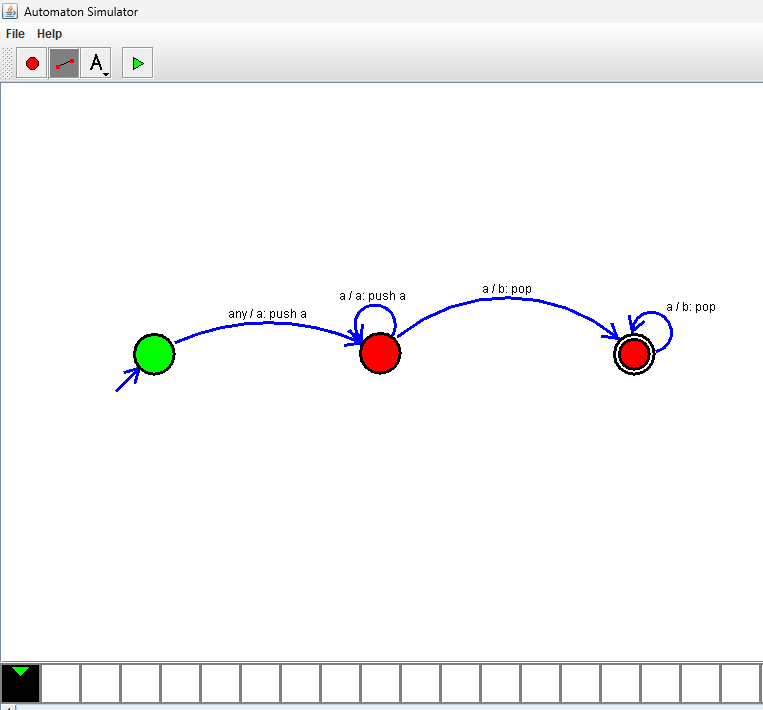 Automaton Simulator
File Help
A
a / b: pop
a / a: push a
a / b: pop
any / a: push a